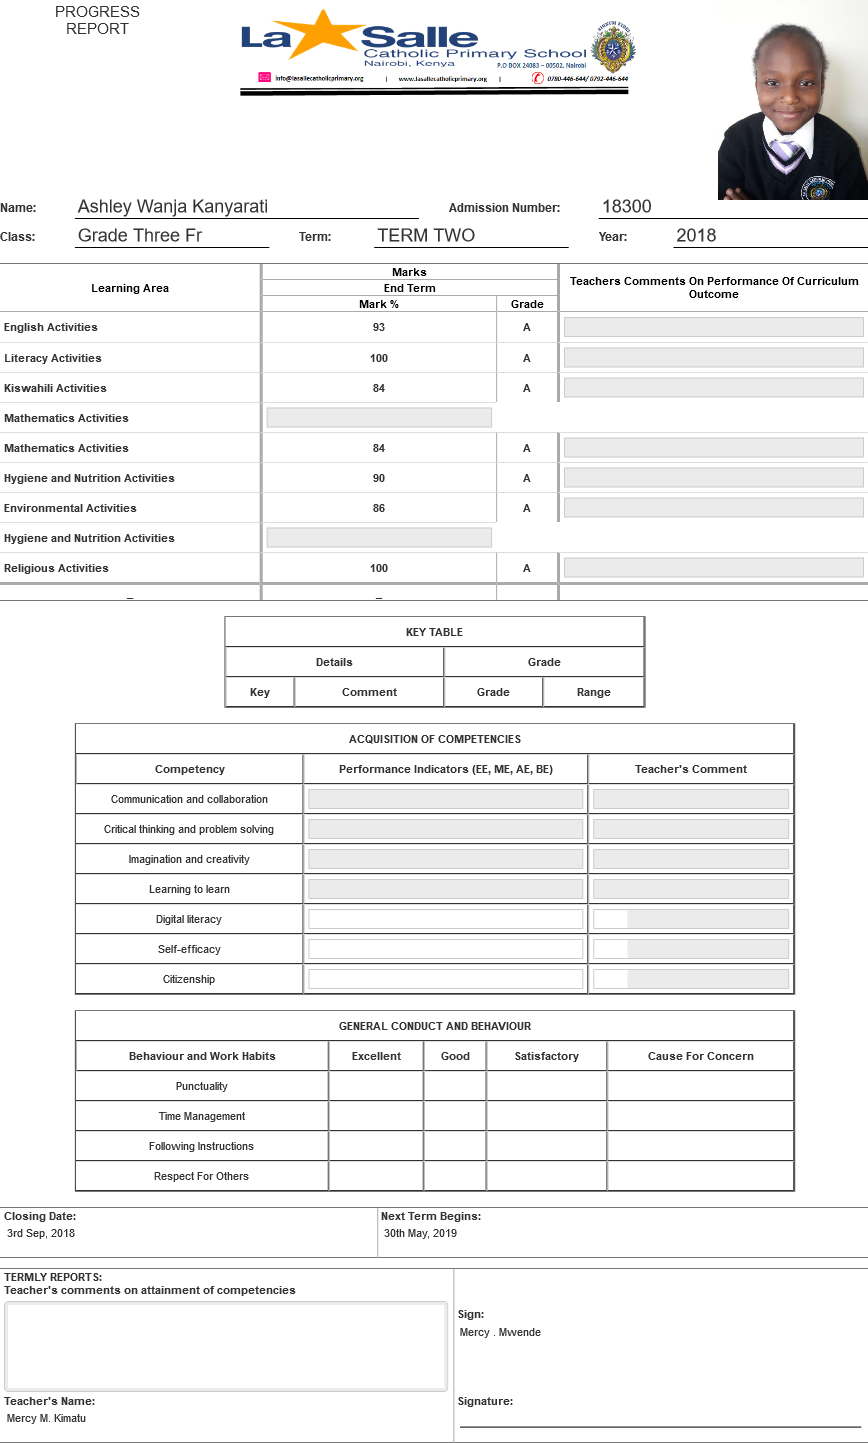 PROGRESS
REPORT
La Salle
Catholic Primary School
Nairobi, Kenya
P.O BOX 24083 – 00502, Nairobi
info@lasallecatholicprimary.org | www.lasallecatholicprimary.org | 0780-446-644/ 0792-446-644
Name: Ashley Wanja Kanyarati Admission Number: 18300
Class: Grade Three Fr Term: TERM TWO Year: 2018
Learning Area Marks Teachers Comments On Performance Of Curriculum Outcome
End Term
Mark % Grade
English Activities 93 A
Literacy Activities 100 A
Kiswahili Activities 84 A
Mathematics Activities
Mathematics Activities 84 A
Hygiene and Nutrition Activities 90 A
Environmental Activities 86 A
Hygiene and Nutrition Activities
Religious Activities 100 A
_ _
KEY TABLE
Details Grade
Key Comment Grade Range
ACQUISITION OF COMPETENCIES
Competency Performance Indicators (EE, ME, AE, BE) Teacher's Comment
Communication and collaboration
Critical thinking and problem solving
Imagination and creativity
Learning to learn
Digital literacy
Self-efficacy
Citizenship
GENERAL CONDUCT AND BEHAVIOUR
Behaviour and Work Habits Excellent Good Satisfactory Cause For Concern
Punctuality
Time Management
Following Instructions
Respect For Others
Closing Date: Next Term Begins:
3rd Sep, 2018 30th May, 2019
TERMLY REPORTS:
Teacher's comments on attainment of competencies
Sign:
Mercy . Mwende
Teacher's Name: Signature:
Mercy M. Kimatu